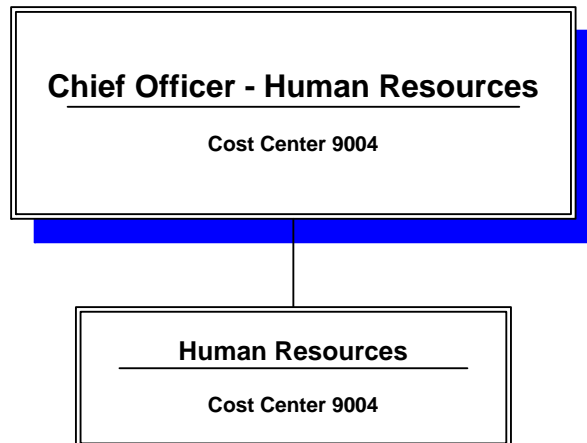 Chief Officer - Human Resources
Cost Center 9004
Human Resources
Cost Center 9004